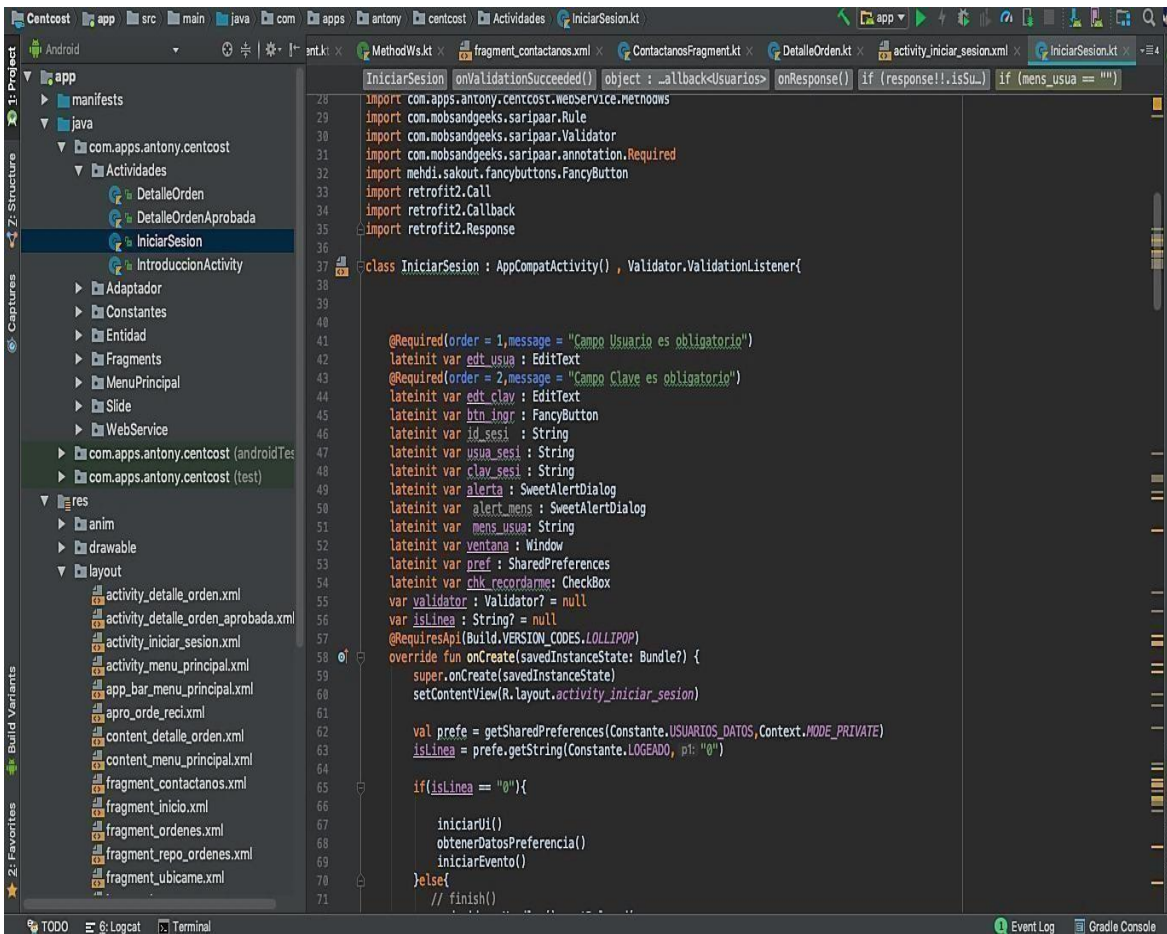 Centcost app src main java com apps antony centcost Actividades IniciarSesion.kt app
Android
ent.kt MethodWs.kt fragment_contactanos.xml ContactanosFragment.kt DetalleOrden.kt activity_iniciar_sesion.xml IniciarSesion.kt
IniciarSesion onValidationSucceeded() object : …allback<Usuarios> onResponse() if (response!!.isSu…) if (mens_usua == "")
1: Project
Z: Structure
Captures
Build Variants
2: Favorites
app
manifests
java
com.apps.antony.centcost
Actividades
DetalleOrden
DetalleOrdenAprobada
IniciarSesion
IntroduccionActivity
Adaptador
Constantes
Entidad
Fragments
MenuPrincipal
Slide
WebService
com.apps.antony.centcost (androidTes
com.apps.antony.centcost (test)
res
anim
drawable
layout
activity_detalle_orden.xml
activity_detalle_orden_aprobada.xml
activity_iniciar_sesion.xml
activity_menu_principal.xml
app_bar_menu_principal.xml
apro_orde_reci.xml
content_detalle_orden.xml
content_menu_principal.xml
fragment_contactanos.xml
fragment_inicio.xml
fragment_ordenes.xml
fragment_repo_ordenes.xml
fragment_ubicame.xml
28 import com.apps.antony.centcost.WebService.MethodWs
29 import com.mobsandgeeks.saripaar.Rule
30 import com.mobsandgeeks.saripaar.Validator
31 import com.mobsandgeeks.saripaar.annotation.Required
32 import mehdi.sakout.fancybuttons.FancyButton
33 import retrofit2.Call
34 import retrofit2.Callback
35 import retrofit2.Response
36
37 class IniciarSesion : AppCompatActivity() , Validator.ValidationListener{
38
39
40
41 @Required(order = 1,message = "Campo Usuario es obligatorio")
42 lateinit var edt_usua : EditText
43 @Required(order = 2,message = "Campo Clave es obligatorio")
44 lateinit var edt_clav : EditText
45 lateinit var btn_ingr : FancyButton
46 lateinit var id_sesi : String
47 lateinit var usua_sesi : String
48 lateinit var clav_sesi : String
49 lateinit var alerta : SweetAlertDialog
50 lateinit var alert_mens : SweetAlertDialog
51 lateinit var mens_usua: String
52 lateinit var ventana : Window
53 lateinit var pref : SharedPreferences
54 lateinit var chk_recordarme: CheckBox
55 var validator : Validator? = null
56 var isLinea : String? = null
57 @RequiresApi(Build.VERSION_CODES.LOLLIPOP)
58 override fun onCreate(savedInstanceState: Bundle?) {
59 super.onCreate(savedInstanceState)
60 setContentView(R.layout.activity_iniciar_sesion)
61
62 val prefe = getSharedPreferences(Constante.USUARIOS_DATOS,Context.MODE_PRIVATE)
63 isLinea = prefe.getString(Constante.LOGEADO, p1: "0")
64
65 if(isLinea == "0"){
66
67 iniciarUi()
68 obtenerDatosPreferencia()
69 iniciarEvento()
70 }else{
71 // finish()
TODO 6: Logcat Terminal 1 Event Log Gradle Console